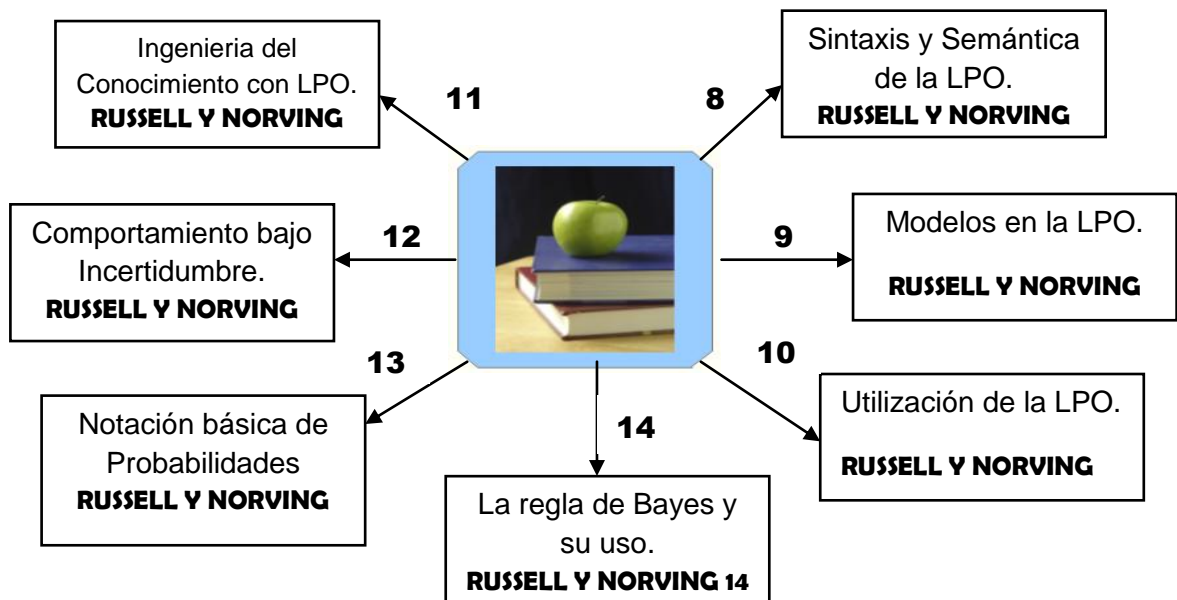 Ingenieria del
Conocimiento con LPO.
RUSSELL Y NORVING
11
8
Sintaxis y Semántica
de la LPO.
RUSSELL Y NORVING
Comportamiento bajo
Incertidumbre.
RUSSELL Y NORVING
12
9
Modelos en la LPO.
RUSSELL Y NORVING
13
10
Notación básica de
Probabilidades
RUSSELL Y NORVING
14
Utilización de la LPO.
RUSSELL Y NORVING
La regla de Bayes y
su uso.
RUSSELL Y NORVING 14